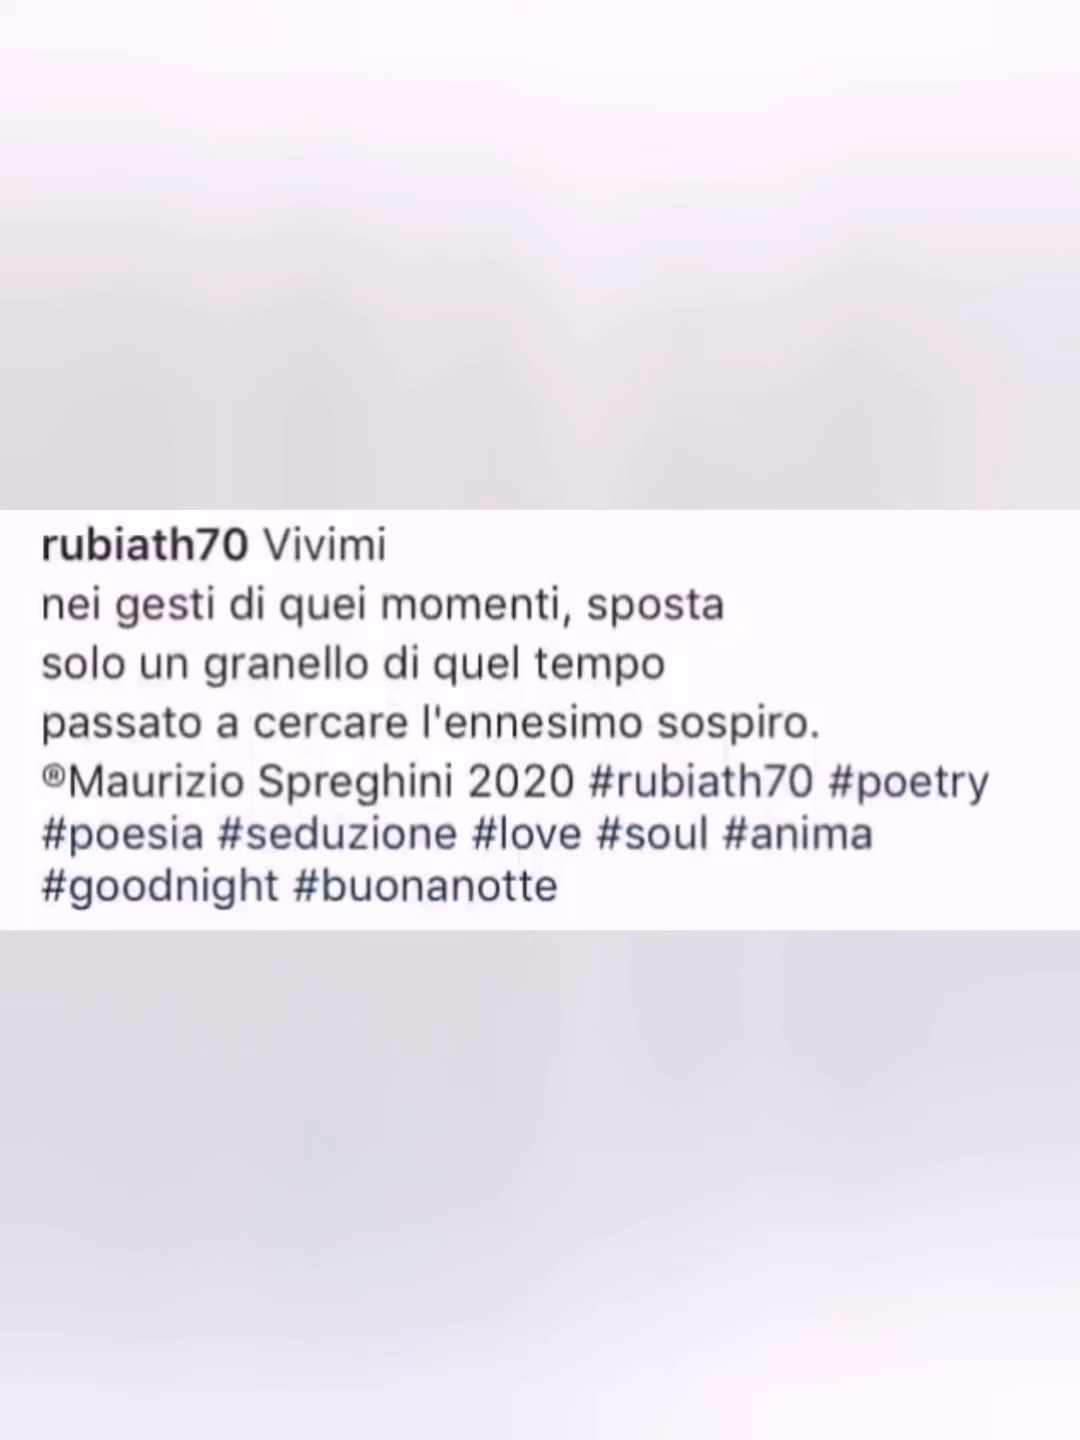 rubiath70 Vivimi
nei gesti di quei momenti, sposta
solo un granello di quel tempo
passato a cercare l'ennesimo sospiro.
®Maurizio Spreghini 2020 #rubiath70 #poetry
#poesia #seduzione #love #soul #anima
#goodnight #buonanotte